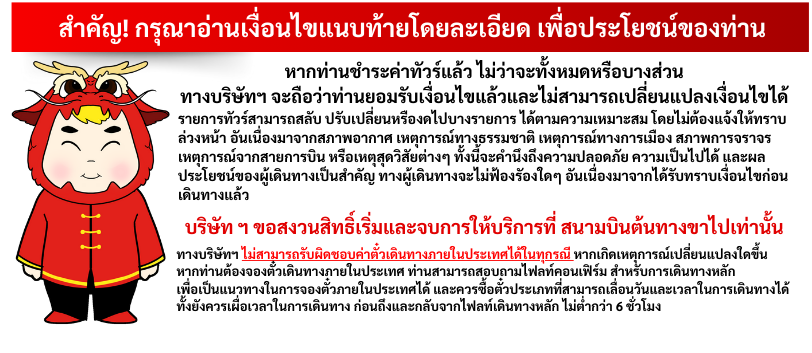 สำคัญ! กรุณาอ่านเงื่อนไขแนบท้ายโดยละเอียด เพื่อประโยชน์ของท่าน
หากท่านชำระค่าทัวร์แล้ว ไม่ว่าจะทั้งหมดหรือบางส่วน
ทางบริษัทฯ จะถือว่าท่านยอมรับเงื่อนไขแล้วและไม่สามารถเปลี่ยนแปลงเงื่อนไขได้
รายการทัวร์สามารถสลับ ปรับเปลี่ยนหรืองดไปบางรายการ ได้ตามความเหมาะสม โดยไม่ต้องแจ้งให้ทราบ
ล่วงหน้า อันเนื่องมาจากสภาพอากาศ เหตุการณ์ทางธรรมชาติ เหตุการณ์ทางการเมือง สภาพการจราจร
เหตุการณ์จากสายการบิน หรือเหตุสุดวิสัยต่างๆ ทั้งนี้จะคำนึงถึงความปลอดภัย ความเป็นไปได้ และผล
ประโยชน์ของผู้เดินทางเป็นสำคัญ ทางผู้เดินทางจะไม่ฟ้องร้องใดๆ อันเนื่องมาจากได้รับทราบเงื่อนไขก่อน
เดินทางแล้ว
บริษัท ฯ ขอสงวนสิทธิ์เริ่มและจบการให้บริการที่ สนามบินต้นทางขาไปเท่านั้น
ทางบริษัทฯ ไม่สามารถรับผิดชอบค่าตั๋วเดินทางภายในประเทศได้ในทุกรณี หากเกิดเหตุการณ์เปลี่ยนแปลงใดขึ้น
หากท่านต้องจองตั๋วเดินทางภายในประเทศ ท่านสามารถสอบถามไฟลท์คอนเฟิร์ม สำหรับการเดินทางหลัก
เพื่อเป็นแนวทางในการจองตั๋วภายในประเทศได้ และควรซื้อตั๋วประเภทที่สามารถเลื่อนวันและเวลาในการเดินทางได้
ทั้งยังควรเผื่อเวลาในการเดินทาง ก่อนถึงและกลับจากไฟลท์เดินทางหลัก ไม่ต่ำกว่า 6 ชั่วโมง